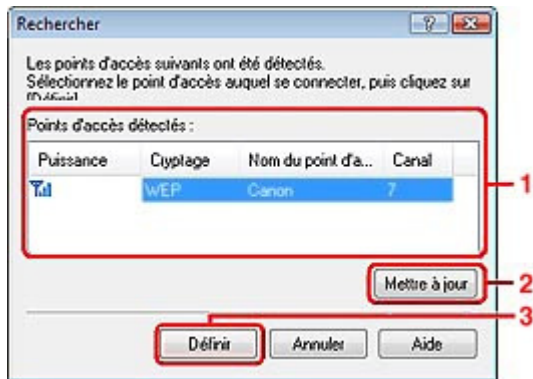 Rechercher
Les points d'accès suivants ont été détectés.
Sélectionnez le point d'accès auquel se connecter, puis cliquez sur
[Définir].
Points d'accès détectés :
Puissance Cryptage Nom du point d'a... Canal
WEP Canon 7
1
Mettre à jour
2
3
Définir Annuler Aide